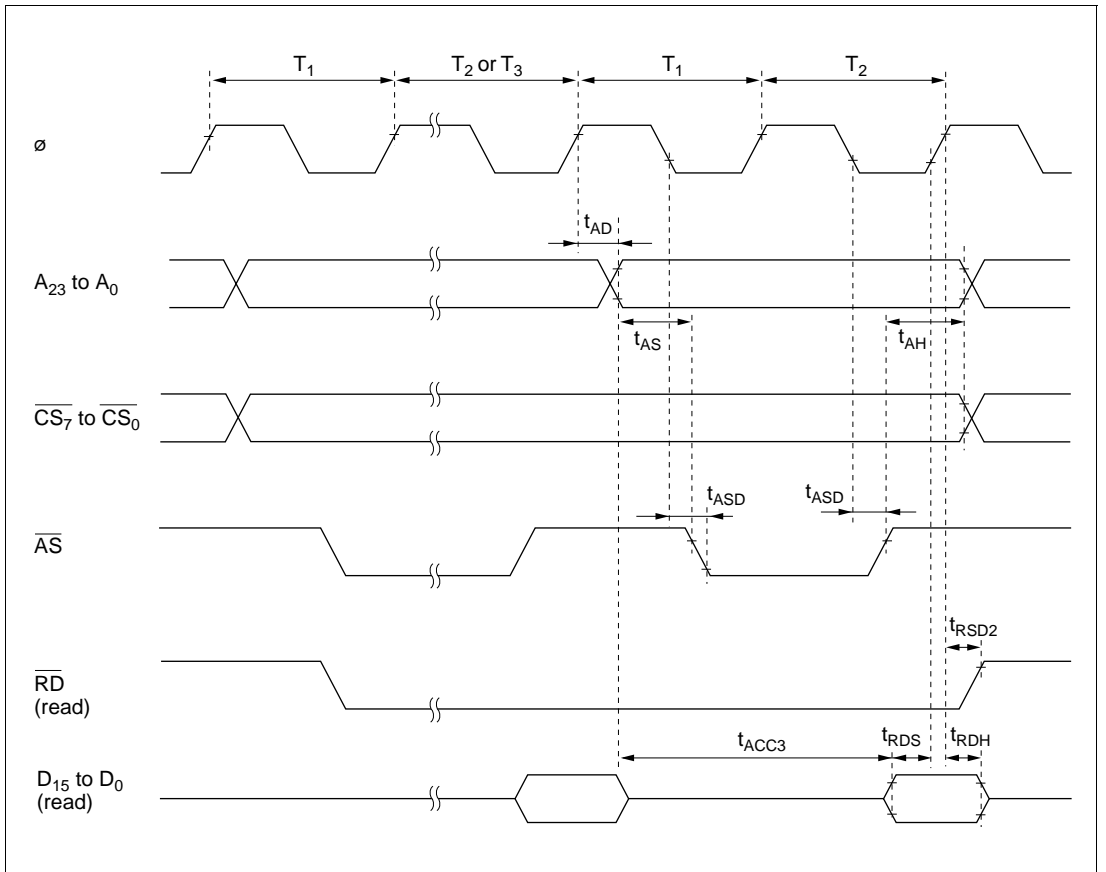 T1 T2 or T3 T1 T2
ø
tAD
A23 to A0
tAS tAH
CS7 to CS0
tASD tASD
AS
tRSD2
RD
(read)
tACC3 tRDS tRDH
D15 to D0
(read)